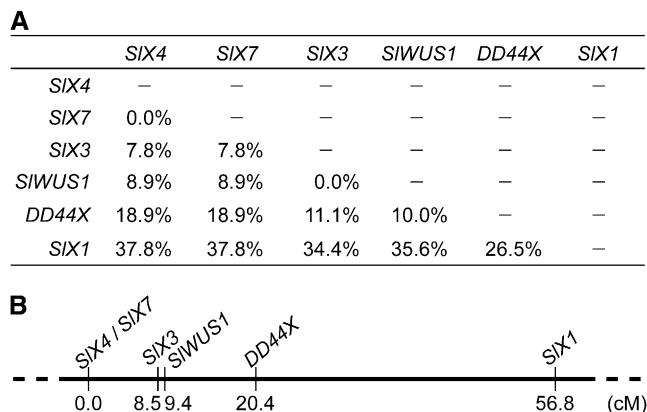 A
SlX4 SlX7 SlX3 SlWUS1 DD44X SlX1
SlX4 – – – – – –
SlX7 0.0% – – – – –
SlX3 7.8% 7.8% – – – –
SlWUS1 8.9% 8.9% 0.0% – – –
DD44X 18.9% 18.9% 11.1% 10.0% – –
SlX1 37.8% 37.8% 34.4% 35.6% 26.5% –
B
SlX4 / SlX7 SlX3 SlWUS1 DD44X SlX1
0.0 8.5 9.4 20.4 56.8 (cM)